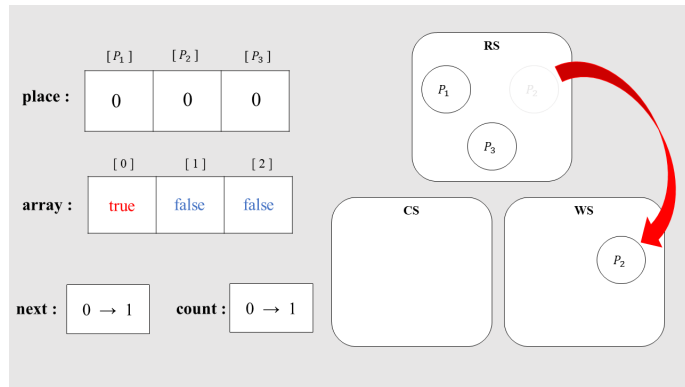 [ P₁ ] [ P₂ ] [ P₃ ]
place : 0 0 0
[ 0 ] [ 1 ] [ 2 ]
array : true false false
next : 0 → 1 count : 0 → 1
RS
P₁ P₂
P₃
CS
WS
P₂